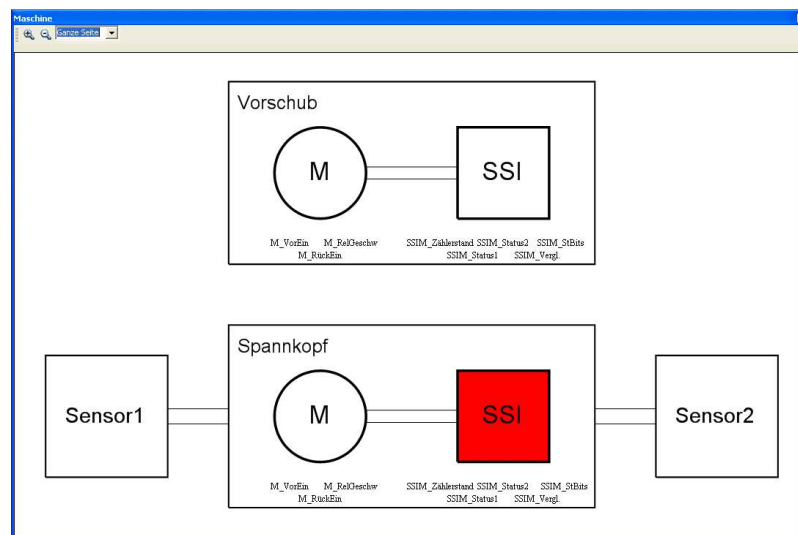 Maschine
Ganze Seite
Vorschub
M SSI
M_VorEin M_RelGeschw SSIM_Zählerstand SSIM_Status2 SSIM_StBits
M_RückEin SSIM_Status1 SSIM_Vergl.
Spannkopf
Sensor1 M SSI Sensor2
M_VorEin M_RelGeschw SSIM_Zählerstand SSIM_Status2 SSIM_StBits
M_RückEin SSIM_Status1 SSIM_Vergl.